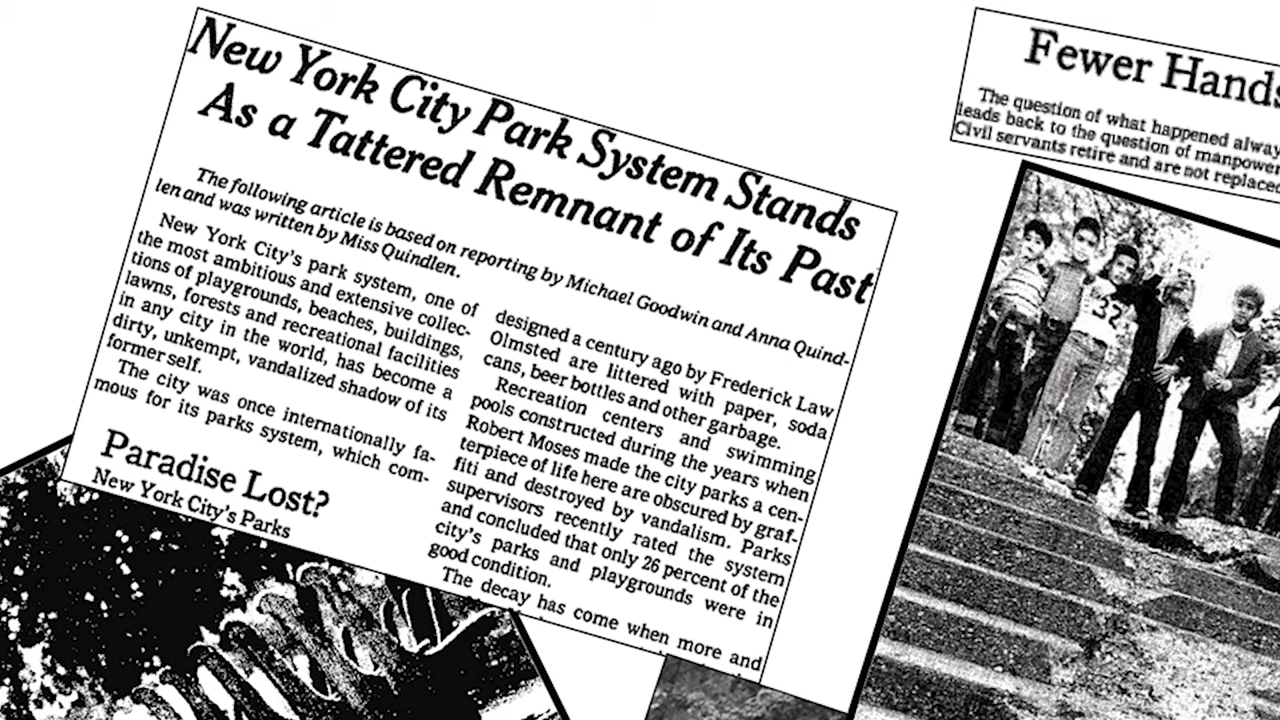 New York City Park System Stands
As a Tattered Remnant of Its Past
The following article is based on reporting by Michael Goodwin and Anna Quind-
len and was written by Miss Quindlen.
New York City's park system, one of
the most ambitious and extensive collec-
tions of playgrounds, beaches, buildings,
lawns, forests and recreational facilities
in any city in the world, has become a
dirty, unkempt, vandalized shadow of its
former self.
The city was once internationally fa-
mous for its parks system, which com-
Paradise Lost?
New York City's Parks
designed a century ago by Frederick Law
Olmsted are littered with paper, soda
cans, beer bottles and other garbage.
Recreation centers and swimming
pools constructed during the years when
Robert Moses made the city parks a cen-
terpiece of life here are obscured by graf-
fiti and destroyed by vandalism. Parks
supervisors recently rated the system
and concluded that only 26 percent of the
city's parks and playgrounds were in
good condition.
The decay has come when more and
Fewer Hands
The question of what happened alway
leads back to the question of manpower
Civil servants retire and are not replace
32